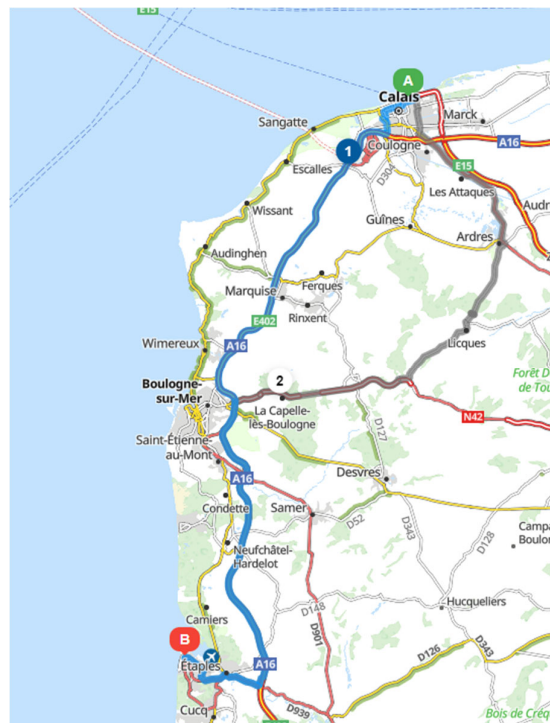 E15
A
Calais
Marck
Sangatte
1
Coulogne
A16
Escalles
D304
E15
Les Attaques
Wissant
Guînes
Audr
Ardres
Audinghen
Ferques
Marquise
Rinxent
E402
Licques
Wimereux
A16
2
Forêt D
de Tou
Boulogne-
sur-Mer
La Capelle-
lès-Boulogne
N42
D127
Saint-Étienne-
au-Mont
Desvres
A16
Condette
Samer
D52
D343
D128
Campa
Boulon
Neufchâtel-
Hardelot
D148
Hucqueliers
Camiers
D901
B
D343
Étaples
A16
D126
D939
Cucq
Bois de Créq